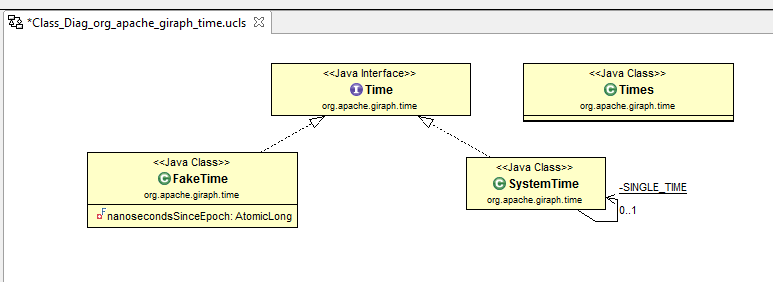 *Class_Diag_org_apache_giraph_time.ucls
<<Java Interface>>
I Time
org.apache.giraph.time
<<Java Class>>
C Times
org.apache.giraph.time
<<Java Class>>
C FakeTime
org.apache.giraph.time
F nanosecondsSinceEpoch: AtomicLong
<<Java Class>>
C SystemTime
org.apache.giraph.time
-SINGLE_TIME
0..1